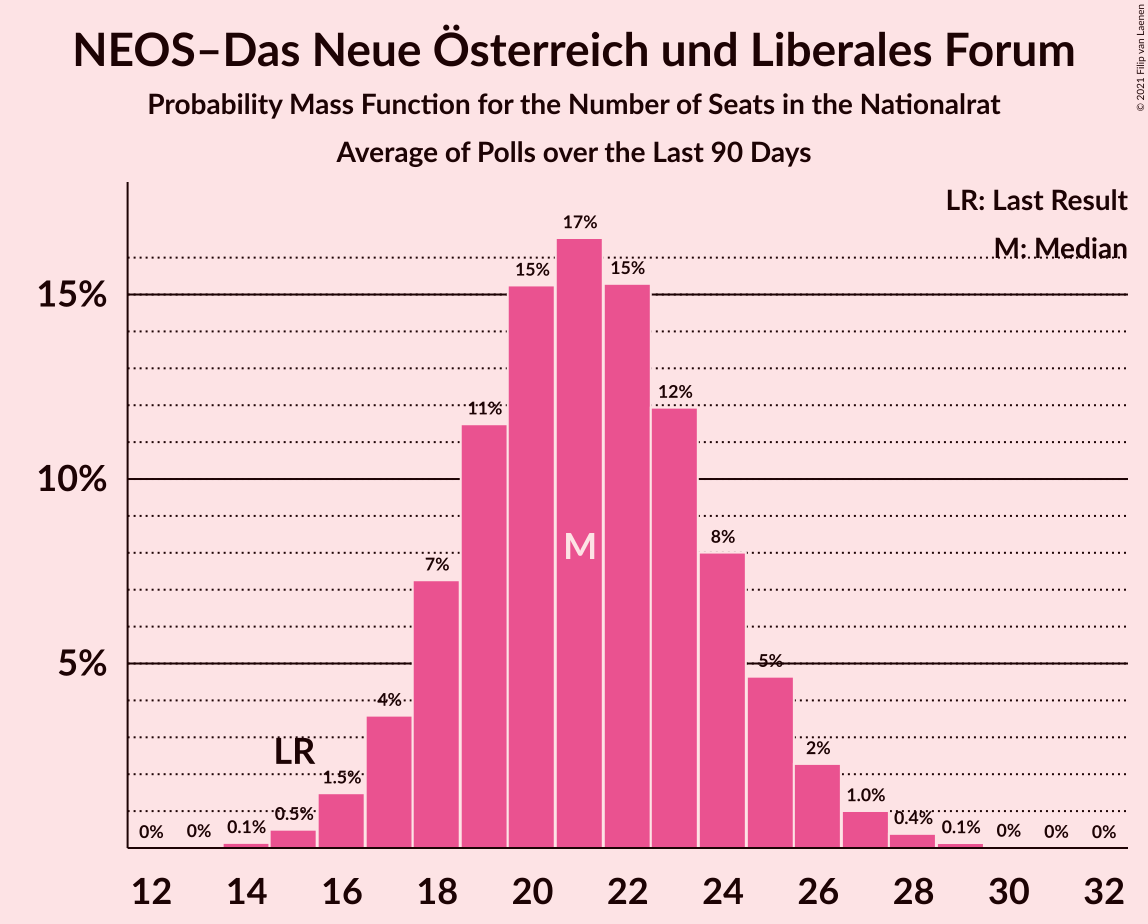 NEOS–Das Neue Österreich und Liberales Forum
Probability Mass Function for the Number of Seats in the Nationalrat
Average of Polls over the Last 90 Days
© 2021 Filip van Laenen
LR: Last Result
M: Median
15%
10%
5%
0%
0%
0.1%
0.5%
LR
1.5%
4%
7%
11%
15%
17%
M
15%
12%
8%
5%
2%
1.0%
0.4%
0.1%
0%
0%
0%
12 14 16 18 20 22 24 26 28 30 32